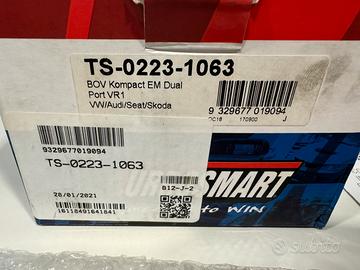 TS-0223-1063
BOV Kompact EM Dual
Port VR1
VW/Audi/Seat/Skoda
9 329677 019094
9329677019094
TS-0223-1063
B12-J-2
28/01/2021
SMART
to WIN
Subito